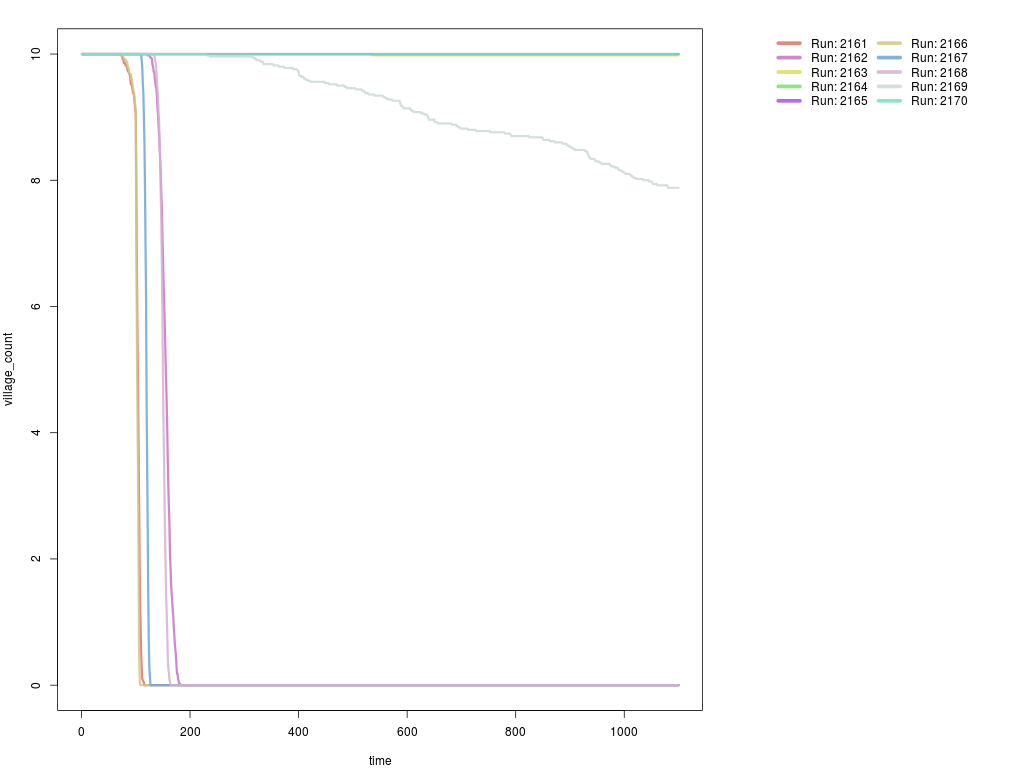 Run: 2161 Run: 2166
Run: 2162 Run: 2167
Run: 2163 Run: 2168
Run: 2164 Run: 2169
Run: 2165 Run: 2170
10
8
6
4
2
0
village_count
0 200 400 600 800 1000
time